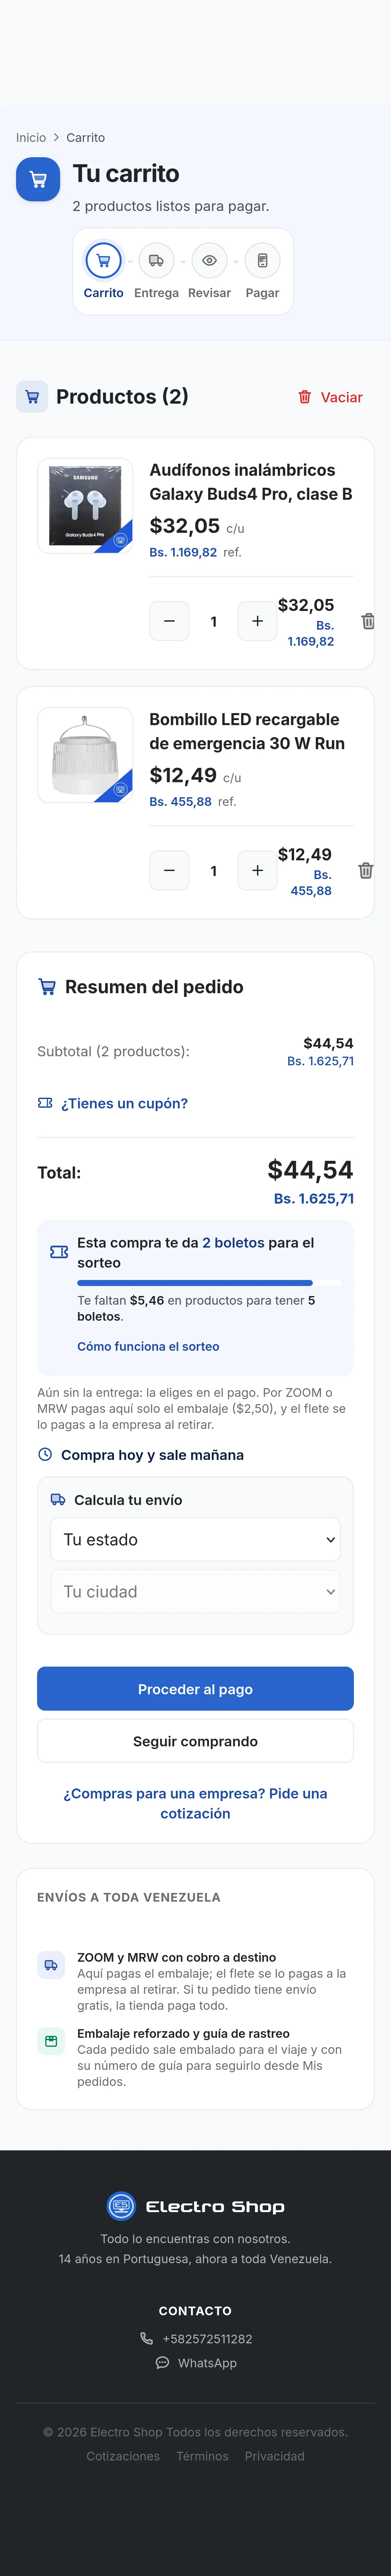 Inicio > Carrito
Tu carrito
2 productos listos para pagar.
Carrito Entrega Revisar Pagar
Productos (2) Vaciar
SAMSUNG
Galaxy Buds4 Pro
Audífonos inalámbricos
Galaxy Buds4 Pro, clase B
$32,05 c/u
Bs. 1.169,82 ref.
− 1 + $32,05
Bs.
1.169,82
Bombillo LED recargable
de emergencia 30 W Run
$12,49 c/u
Bs. 455,88 ref.
− 1 + $12,49
Bs.
455,88
Resumen del pedido
Subtotal (2 productos): $44,54
Bs. 1.625,71
¿Tienes un cupón?
Total: $44,54
Bs. 1.625,71
Esta compra te da 2 boletos para el
sorteo
Te faltan $5,46 en productos para tener 5
boletos.
Cómo funciona el sorteo
Aún sin la entrega: la eliges en el pago. Por ZOOM o
MRW pagas aquí solo el embalaje ($2,50), y el flete se
lo pagas a la empresa al retirar.
Compra hoy y sale mañana
Calcula tu envío
Tu estado
Tu ciudad
Proceder al pago
Seguir comprando
¿Compras para una empresa? Pide una
cotización
ENVÍOS A TODA VENEZUELA
ZOOM y MRW con cobro a destino
Aquí pagas el embalaje; el flete se lo pagas a la
empresa al retirar. Si tu pedido tiene envío
gratis, la tienda paga todo.
Embalaje reforzado y guía de rastreo
Cada pedido sale embalado para el viaje y con
su número de guía para seguirlo desde Mis
pedidos.
ES Electro Shop
Todo lo encuentras con nosotros.
14 años en Portuguesa, ahora a toda Venezuela.
CONTACTO
+582572511282
WhatsApp
© 2026 Electro Shop Todos los derechos reservados.
Cotizaciones Términos Privacidad